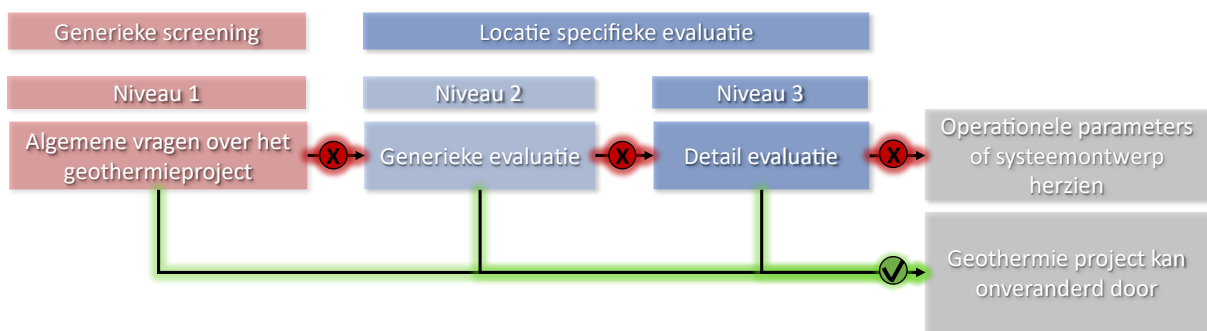 Generieke screening
Locatie specifieke evaluatie
Niveau 1
Niveau 2
Niveau 3
Algemene vragen over het
geothermieproject
X
Generieke evaluatie
X
Detail evaluatie
X
Operationele parameters
of systeemontwerp
herzien
Geothermie project kan
onveranderd door